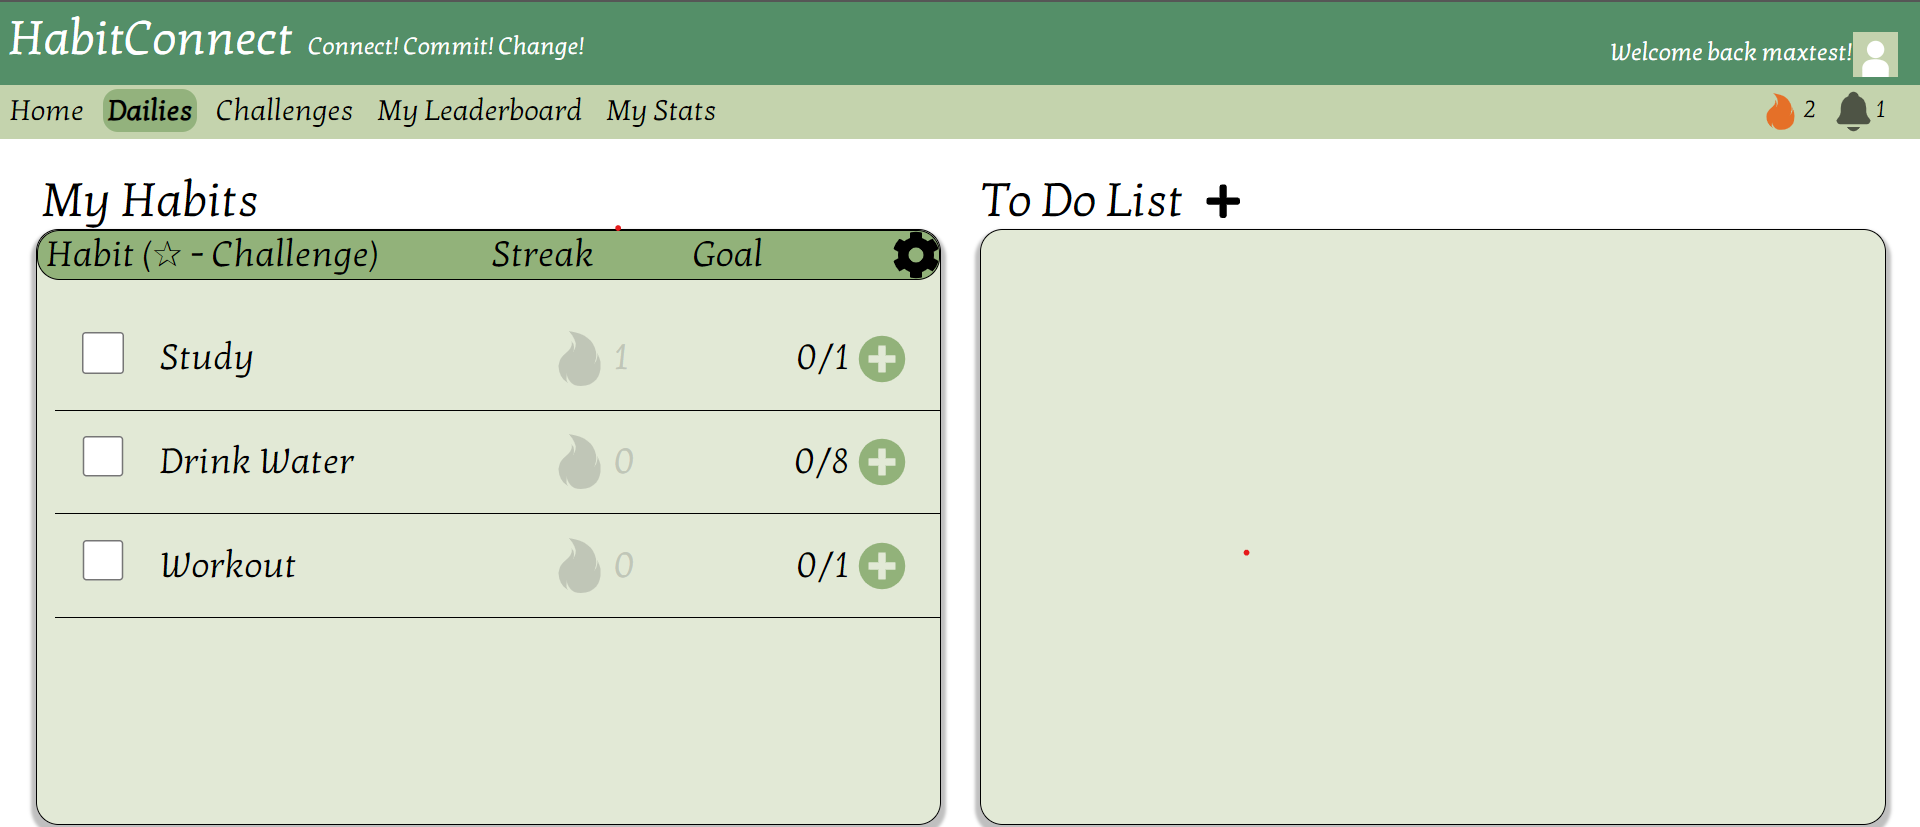 HabitConnect Connect! Commit! Change!
Welcome back maxtest!
Home Dailies Challenges My Leaderboard My Stats 2 1
My Habits
Habit (☆ - Challenge) Streak Goal
Study 1 0/1
Drink Water 0 0/8
Workout 0 0/1
To Do List